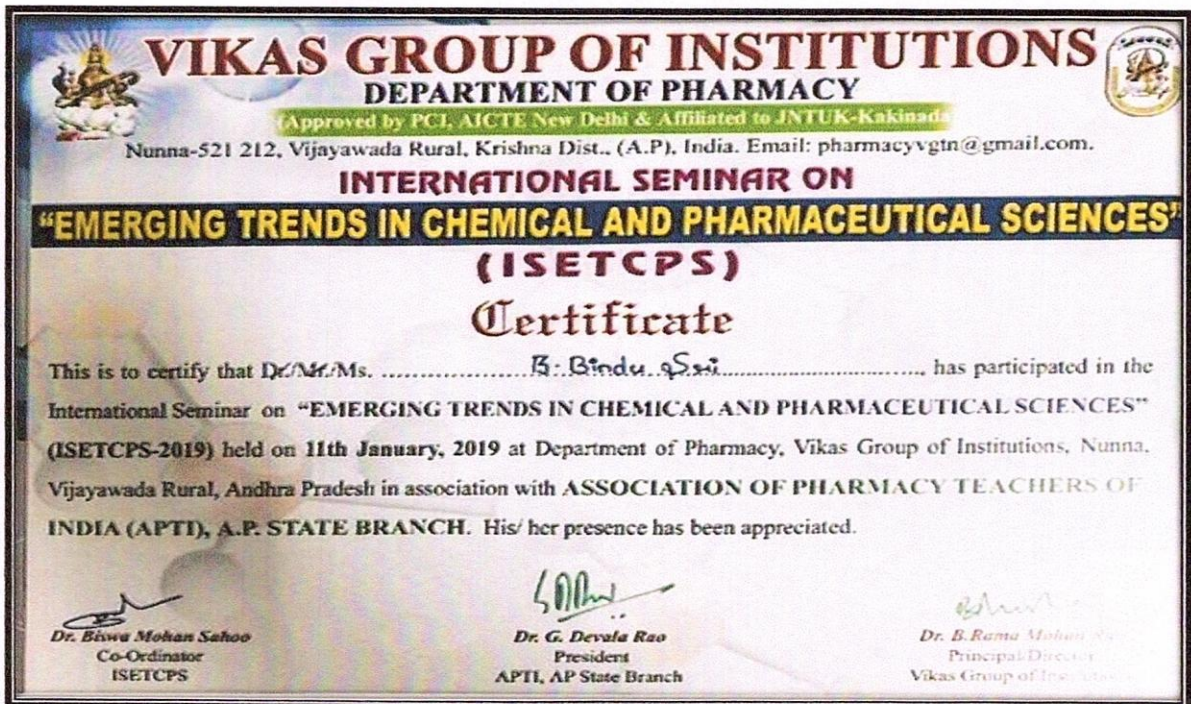 VIKAS GROUP OF INSTITUTIONS
DEPARTMENT OF PHARMACY
(Approved by PCI, AICTE New Delhi & Affiliated to JNTUK-Kakinada
Nunna-521 212, Vijayawada Rural, Krishna Dist., (A.P), India. Email: pharmacyvgtn@gmail.com.
INTERNATIONAL SEMINAR ON
“EMERGING TRENDS IN CHEMICAL AND PHARMACEUTICAL SCIENCES”
(ISETCPS)
Certificate
This is to certify that Dr./Mr./Ms. .................... B. Bindu Sri ................................, has participated in the
International Seminar on “EMERGING TRENDS IN CHEMICAL AND PHARMACEUTICAL SCIENCES”
(ISETCPS-2019) held on 11th January, 2019 at Department of Pharmacy, Vikas Group of Institutions, Nunna,
Vijayawada Rural, Andhra Pradesh in association with ASSOCIATION OF PHARMACY TEACHERS OF
INDIA (APTI), A.P. STATE BRANCH. His/ her presence has been appreciated.
Dr. Biswa Mohan Sahoo
Co-Ordinator
ISETCPS
Dr. G. Devala Rao
President
APTI, AP State Branch
Dr. B.Rama Mohan
Principal/Director
Vikas Group of